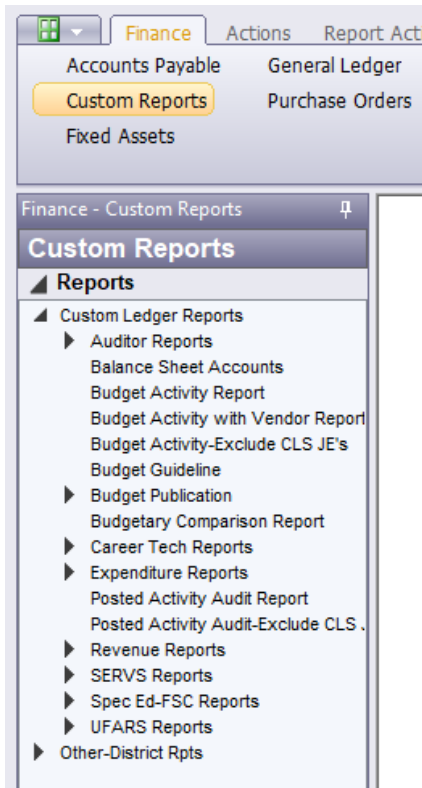 Finance Actions Report Acti
Accounts Payable General Ledger
Custom Reports Purchase Orders
Fixed Assets
Finance - Custom Reports
Custom Reports
Reports
Custom Ledger Reports
Auditor Reports
Balance Sheet Accounts
Budget Activity Report
Budget Activity with Vendor Report
Budget Activity-Exclude CLS JE's
Budget Guideline
Budget Publication
Budgetary Comparison Report
Career Tech Reports
Expenditure Reports
Posted Activity Audit Report
Posted Activity Audit-Exclude CLS
Revenue Reports
SERVS Reports
Spec Ed-FSC Reports
UFARS Reports
Other-District Rpts